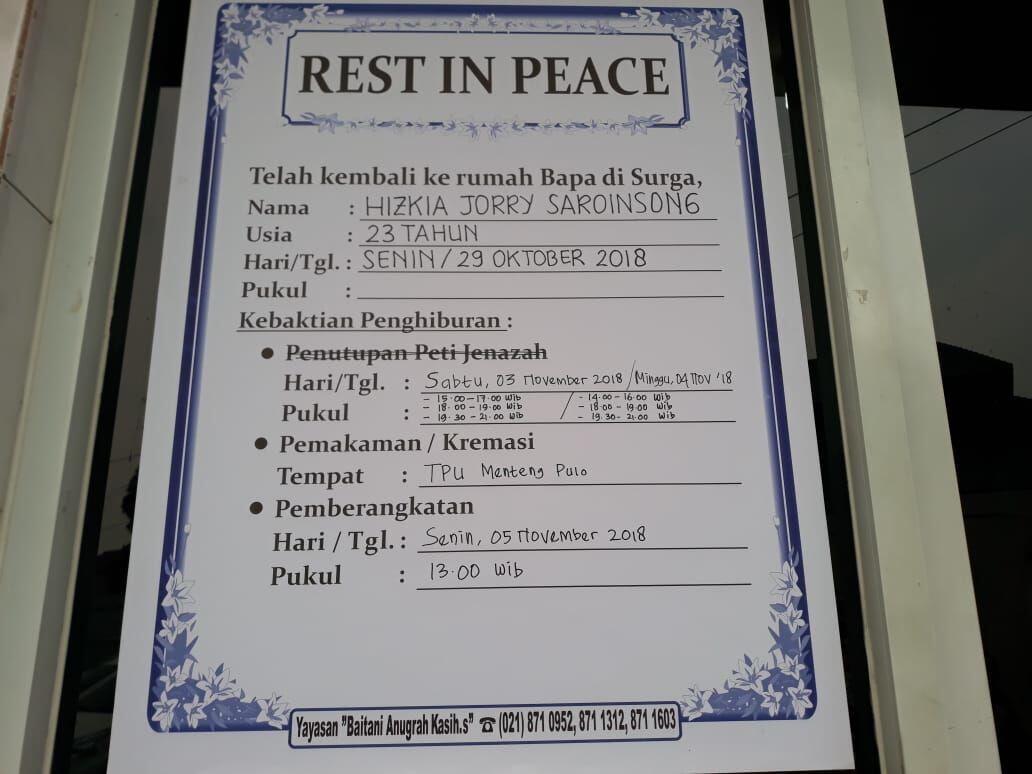 REST IN PEACE
Telah kembali ke rumah Bapa di Surga,
Nama : HIZKIA JORRY SAROINSONG
Usia : 23 TAHUN
Hari/Tgl. : SENIN / 29 OKTOBER 2018
Pukul :
Kebaktian Penghiburan :
• Penutupan Peti Jenazah
Hari/Tgl. : Sabtu, 03 November 2018 / Minggu, 04 Nov '18
Pukul : - 15.00 - 17.00 Wib / - 14.00 - 16.00 Wib
- 18.00 - 19.00 Wib - 18.00 - 19.00 Wib
- 19.30 - 21.00 Wib - 19.30 - 21.00 Wib
• Pemakaman / Kremasi
Tempat : TPU Menteng Pulo
• Pemberangkatan
Hari / Tgl. : Senin, 05 November 2018
Pukul : 13.00 Wib
Yayasan "Baitani Anugrah Kasih.s" ☎ (021) 871 0952, 871 1312, 871 1603